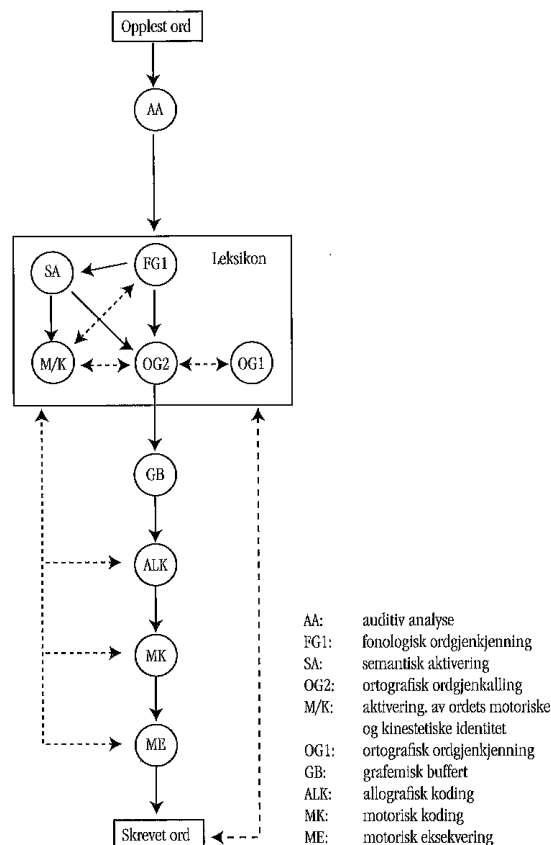 Opplest ord
AA
Leksikon
FG1
SA
M/K
OG2
OG1
GB
ALK
MK
ME
Skrevet ord
AA: auditiv analyse
FG1: fonologisk ordgjenkjenning
SA: semantisk aktivering
OG2: ortografisk ordgjenkalling
M/K: aktivering. av ordets motoriske
og kinestetiske identitet
OG1: ortografisk ordgjenkjenning
GB: grafemisk buffert
ALK: allografisk koding
MK: motorisk koding
ME: motorisk eksekvering